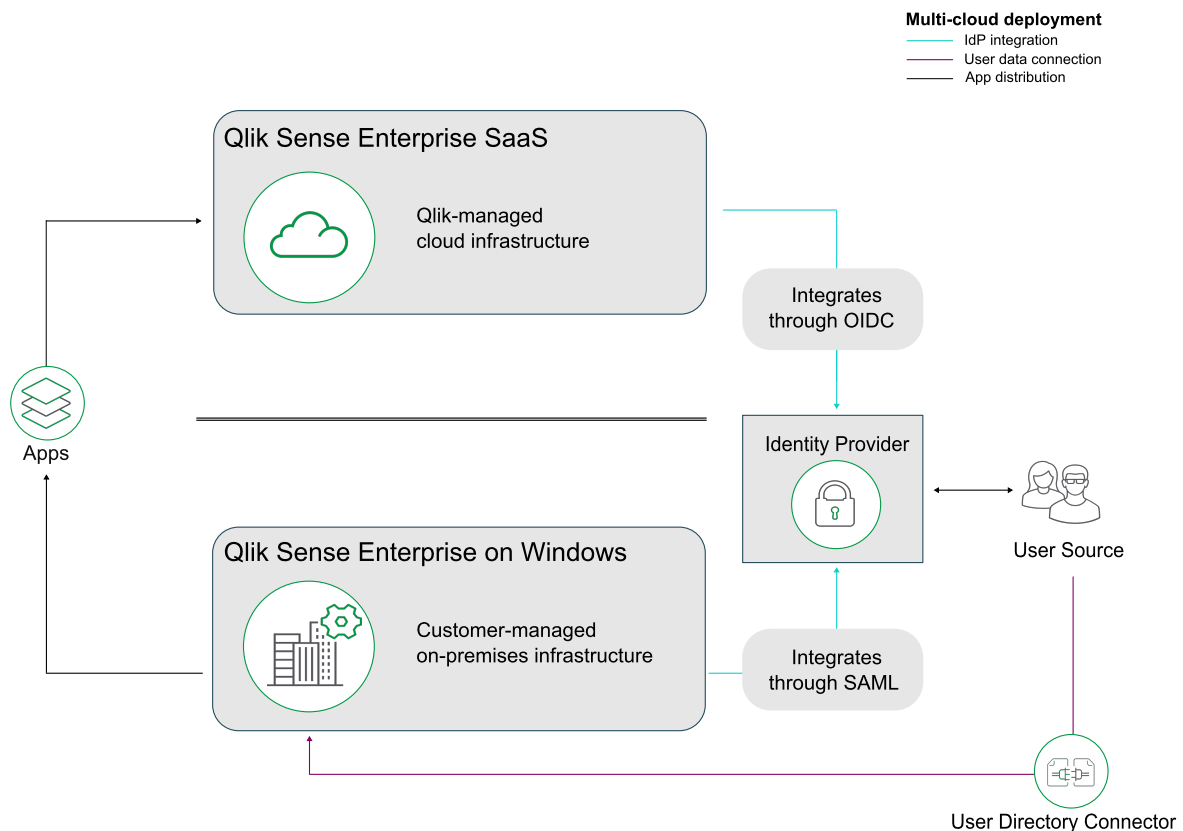 Multi-cloud deployment
IdP integration
User data connection
App distribution
Qlik Sense Enterprise SaaS
Qlik-managed
cloud infrastructure
Integrates
through OIDC
Apps
Identity Provider
User Source
Qlik Sense Enterprise on Windows
Customer-managed
on-premises infrastructure
Integrates
through SAML
User Directory Connector